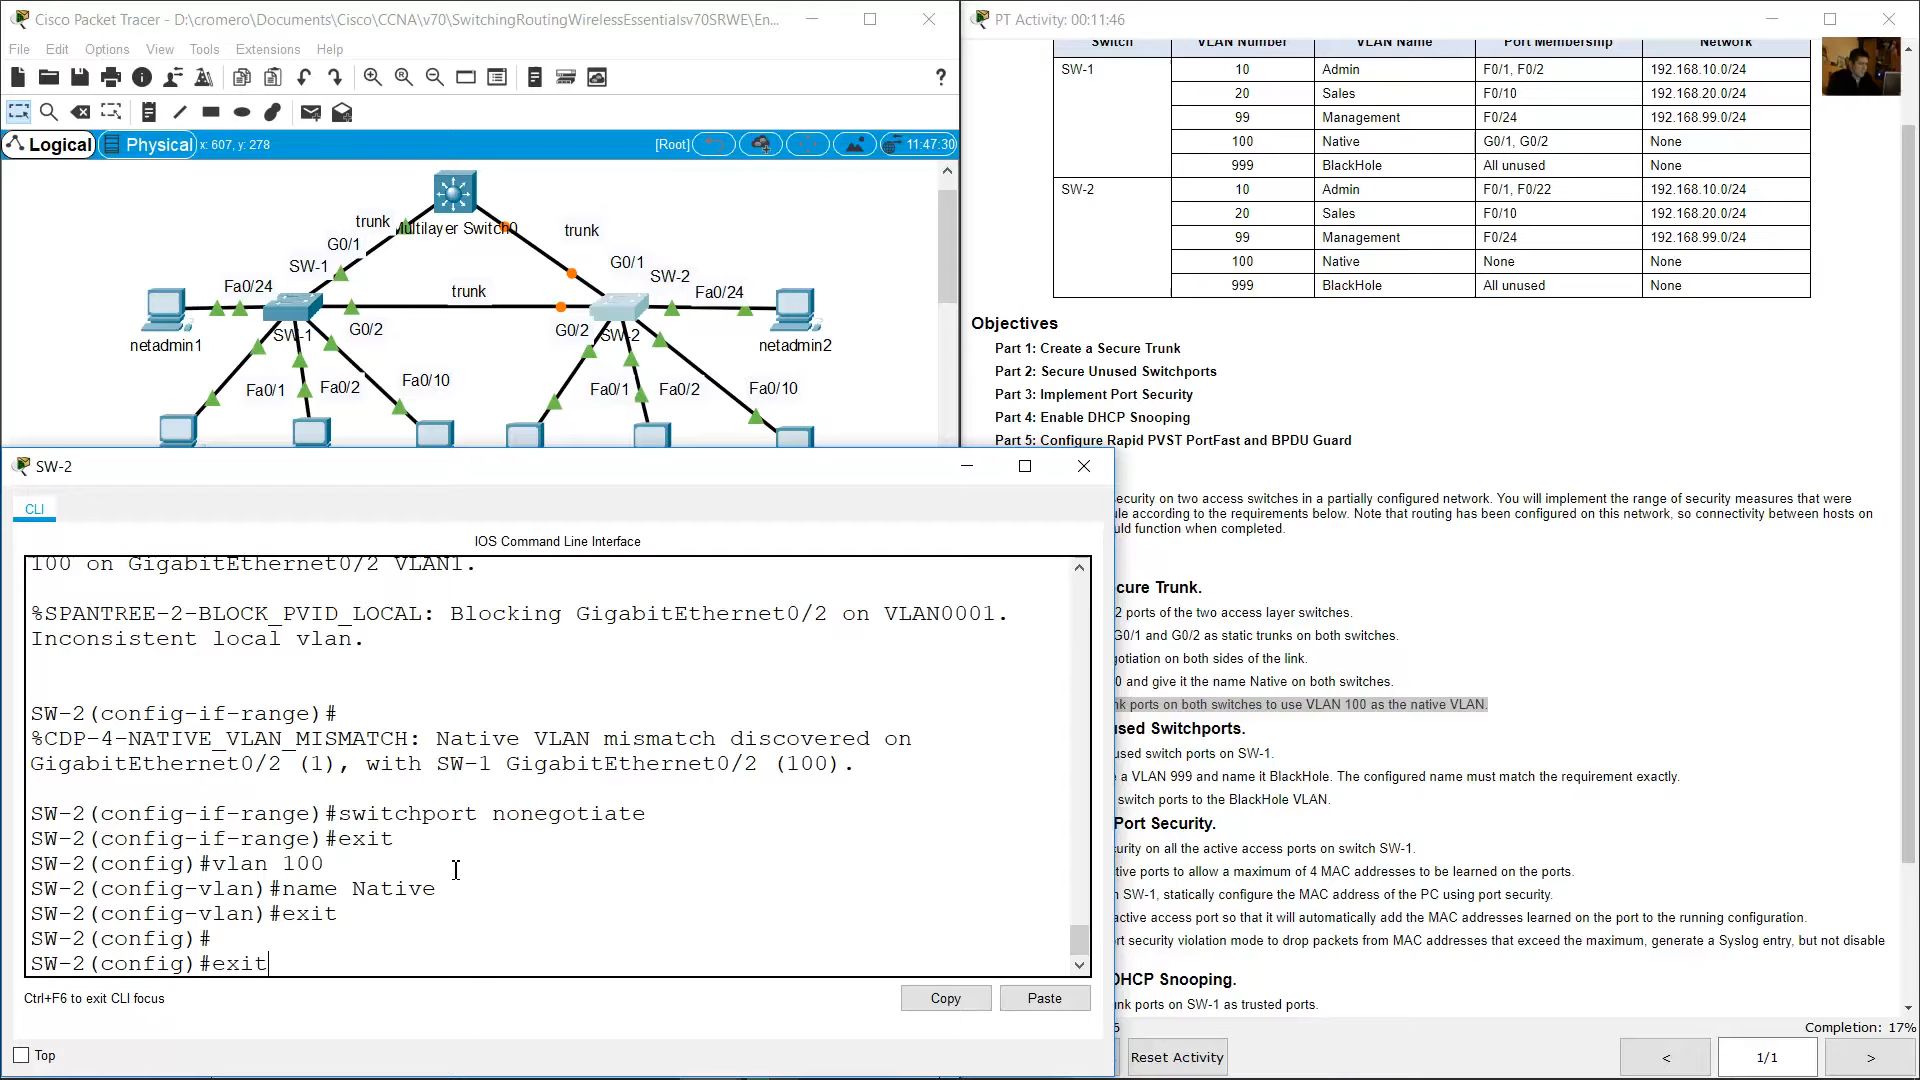 Cisco Packet Tracer - D:\cromero\Documents\Cisco\CCNA\v70\SwitchingRoutingWirelessEssentialsv70SRWE\En...
File Edit Options View Tools Extensions Help
?
Logical Physical x: 607, y: 278
[Root] 11:47:30
trunk
Multilayer Switch0
trunk
G0/1
SW-1
G0/1
SW-2
Fa0/24
trunk
Fa0/24
G0/2
G0/2
SW-1
SW-2
netadmin1
netadmin2
Fa0/1
Fa0/2
Fa0/10
Fa0/1
Fa0/2
Fa0/10
PT Activity: 00:11:46
Switch VLAN Number VLAN Name Port Membership Network
SW-1 10 Admin F0/1, F0/2 192.168.10.0/24
20 Sales F0/10 192.168.20.0/24
99 Management F0/24 192.168.99.0/24
100 Native G0/1, G0/2 None
999 BlackHole All unused None
SW-2 10 Admin F0/1, F0/22 192.168.10.0/24
20 Sales F0/10 192.168.20.0/24
99 Management F0/24 192.168.99.0/24
100 Native None None
999 BlackHole All unused None
Objectives
Part 1: Create a Secure Trunk
Part 2: Secure Unused Switchports
Part 3: Implement Port Security
Part 4: Enable DHCP Snooping
Part 5: Configure Rapid PVST PortFast and BPDU Guard
ecurity on two access switches in a partially configured network. You will implement the range of security measures that were
le according to the requirements below. Note that routing has been configured on this network, so connectivity between hosts on
ld function when completed.
cure Trunk.
2 ports of the two access layer switches.
G0/1 and G0/2 as static trunks on both switches.
gotiation on both sides of the link.
0 and give it the name Native on both switches.
nk ports on both switches to use VLAN 100 as the native VLAN.
sed Switchports.
used switch ports on SW-1.
a VLAN 999 and name it BlackHole. The configured name must match the requirement exactly.
switch ports to the BlackHole VLAN.
Port Security.
curity on all the active access ports on switch SW-1.
tive ports to allow a maximum of 4 MAC addresses to be learned on the ports.
SW-1, statically configure the MAC address of the PC using port security.
active access port so that it will automatically add the MAC addresses learned on the port to the running configuration.
rt security violation mode to drop packets from MAC addresses that exceed the maximum, generate a Syslog entry, but not disable
DHCP Snooping.
nk ports on SW-1 as trusted ports.
Completion: 17%
Reset Activity < 1/1 >
SW-2
CLI
IOS Command Line Interface
100 on GigabitEthernet0/2 VLAN1.
%SPANTREE-2-BLOCK_PVID_LOCAL: Blocking GigabitEthernet0/2 on VLAN0001.
Inconsistent local vlan.
SW-2(config-if-range)#
%CDP-4-NATIVE_VLAN_MISMATCH: Native VLAN mismatch discovered on
GigabitEthernet0/2 (1), with SW-1 GigabitEthernet0/2 (100).
SW-2(config-if-range)#switchport nonegotiate
SW-2(config-if-range)#exit
SW-2(config)#vlan 100
SW-2(config-vlan)#name Native
SW-2(config-vlan)#exit
SW-2(config)#
SW-2(config)#exit
Ctrl+F6 to exit CLI focus
Copy Paste
Top